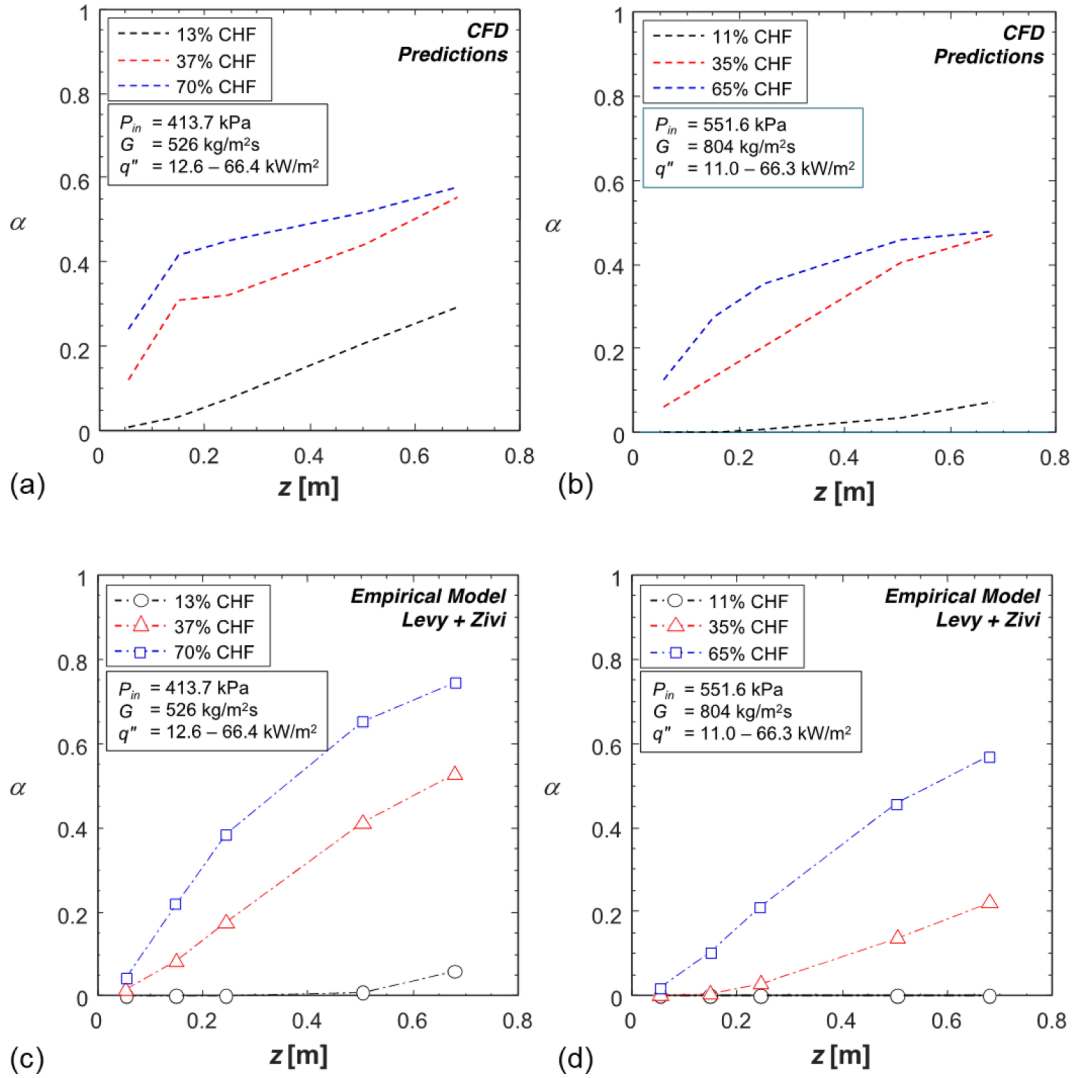 13% CHF
37% CHF
70% CHF
CFD
Predictions
P_in = 413.7 kPa
G = 526 kg/m²s
q" = 12.6 – 66.4 kW/m²
1
0.8
0.6
0.4
0.2
0
α
0
0.2
0.4
0.6
0.8
z [m]
(a)
11% CHF
35% CHF
65% CHF
CFD
Predictions
P_in = 551.6 kPa
G = 804 kg/m²s
q" = 11.0 – 66.3 kW/m²
1
0.8
0.6
0.4
0.2
0
α
0
0.2
0.4
0.6
0.8
z [m]
(b)
13% CHF
37% CHF
70% CHF
Empirical Model
Levy + Zivi
P_in = 413.7 kPa
G = 526 kg/m²s
q" = 12.6 – 66.4 kW/m²
1
0.8
0.6
0.4
0.2
0
α
0
0.2
0.4
0.6
0.8
z [m]
(c)
11% CHF
35% CHF
65% CHF
Empirical Model
Levy + Zivi
P_in = 551.6 kPa
G = 804 kg/m²s
q" = 11.0 – 66.3 kW/m²
1
0.8
0.6
0.4
0.2
0
α
0
0.2
0.4
0.6
0.8
z [m]
(d)